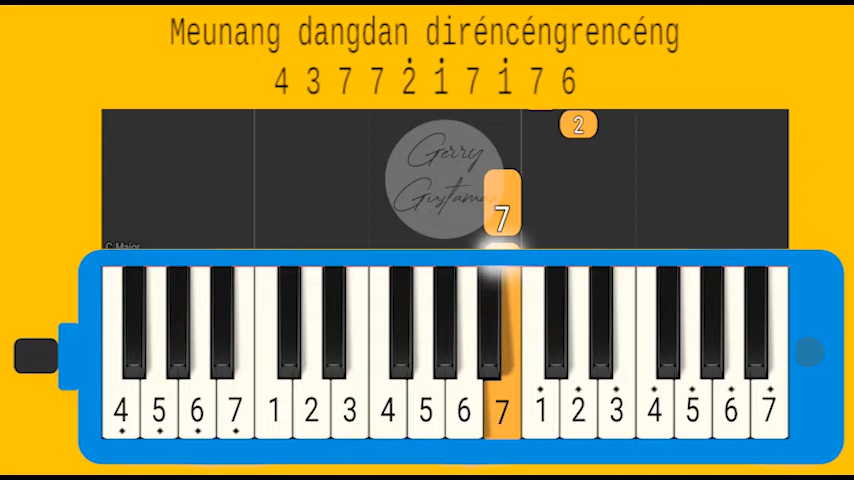 Meunang dangdan diréncéngrencéng
4 3 7 7 2̇ 1̇ 7 1̇ 7 6
2
Gerry
Gustaman
7
C Major
4̣ 5̣ 6̣ 7̣ 1 2 3 4 5 6 7 1̇ 2̇ 3̇ 4̇ 5̇ 6̇ 7̇